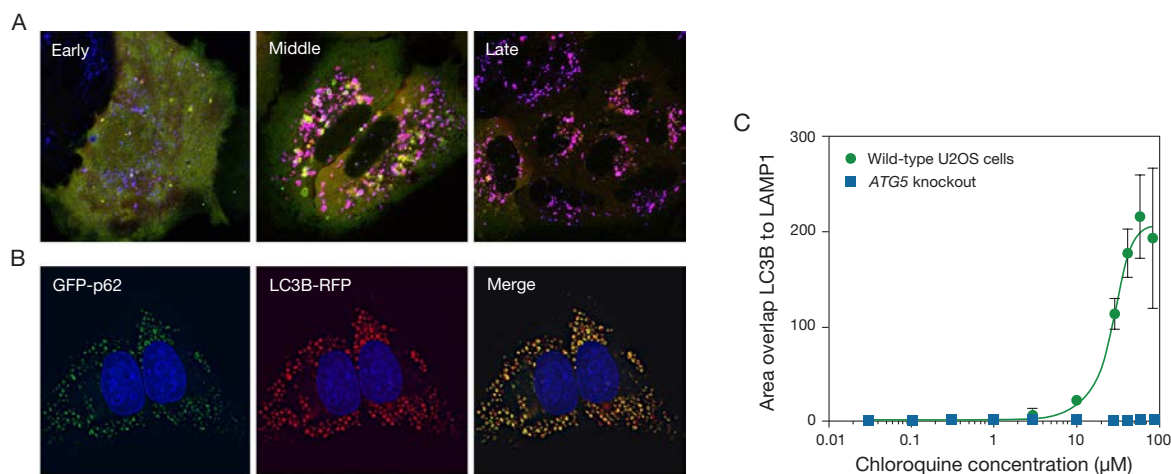 A
Early
Middle
Late
B
GFP-p62
LC3B-RFP
Merge
C
Area overlap LC3B to LAMP1
300
200
100
0
Wild-type U2OS cells
ATG5 knockout
0.01
0.1
1
10
100
Chloroquine concentration (µM)